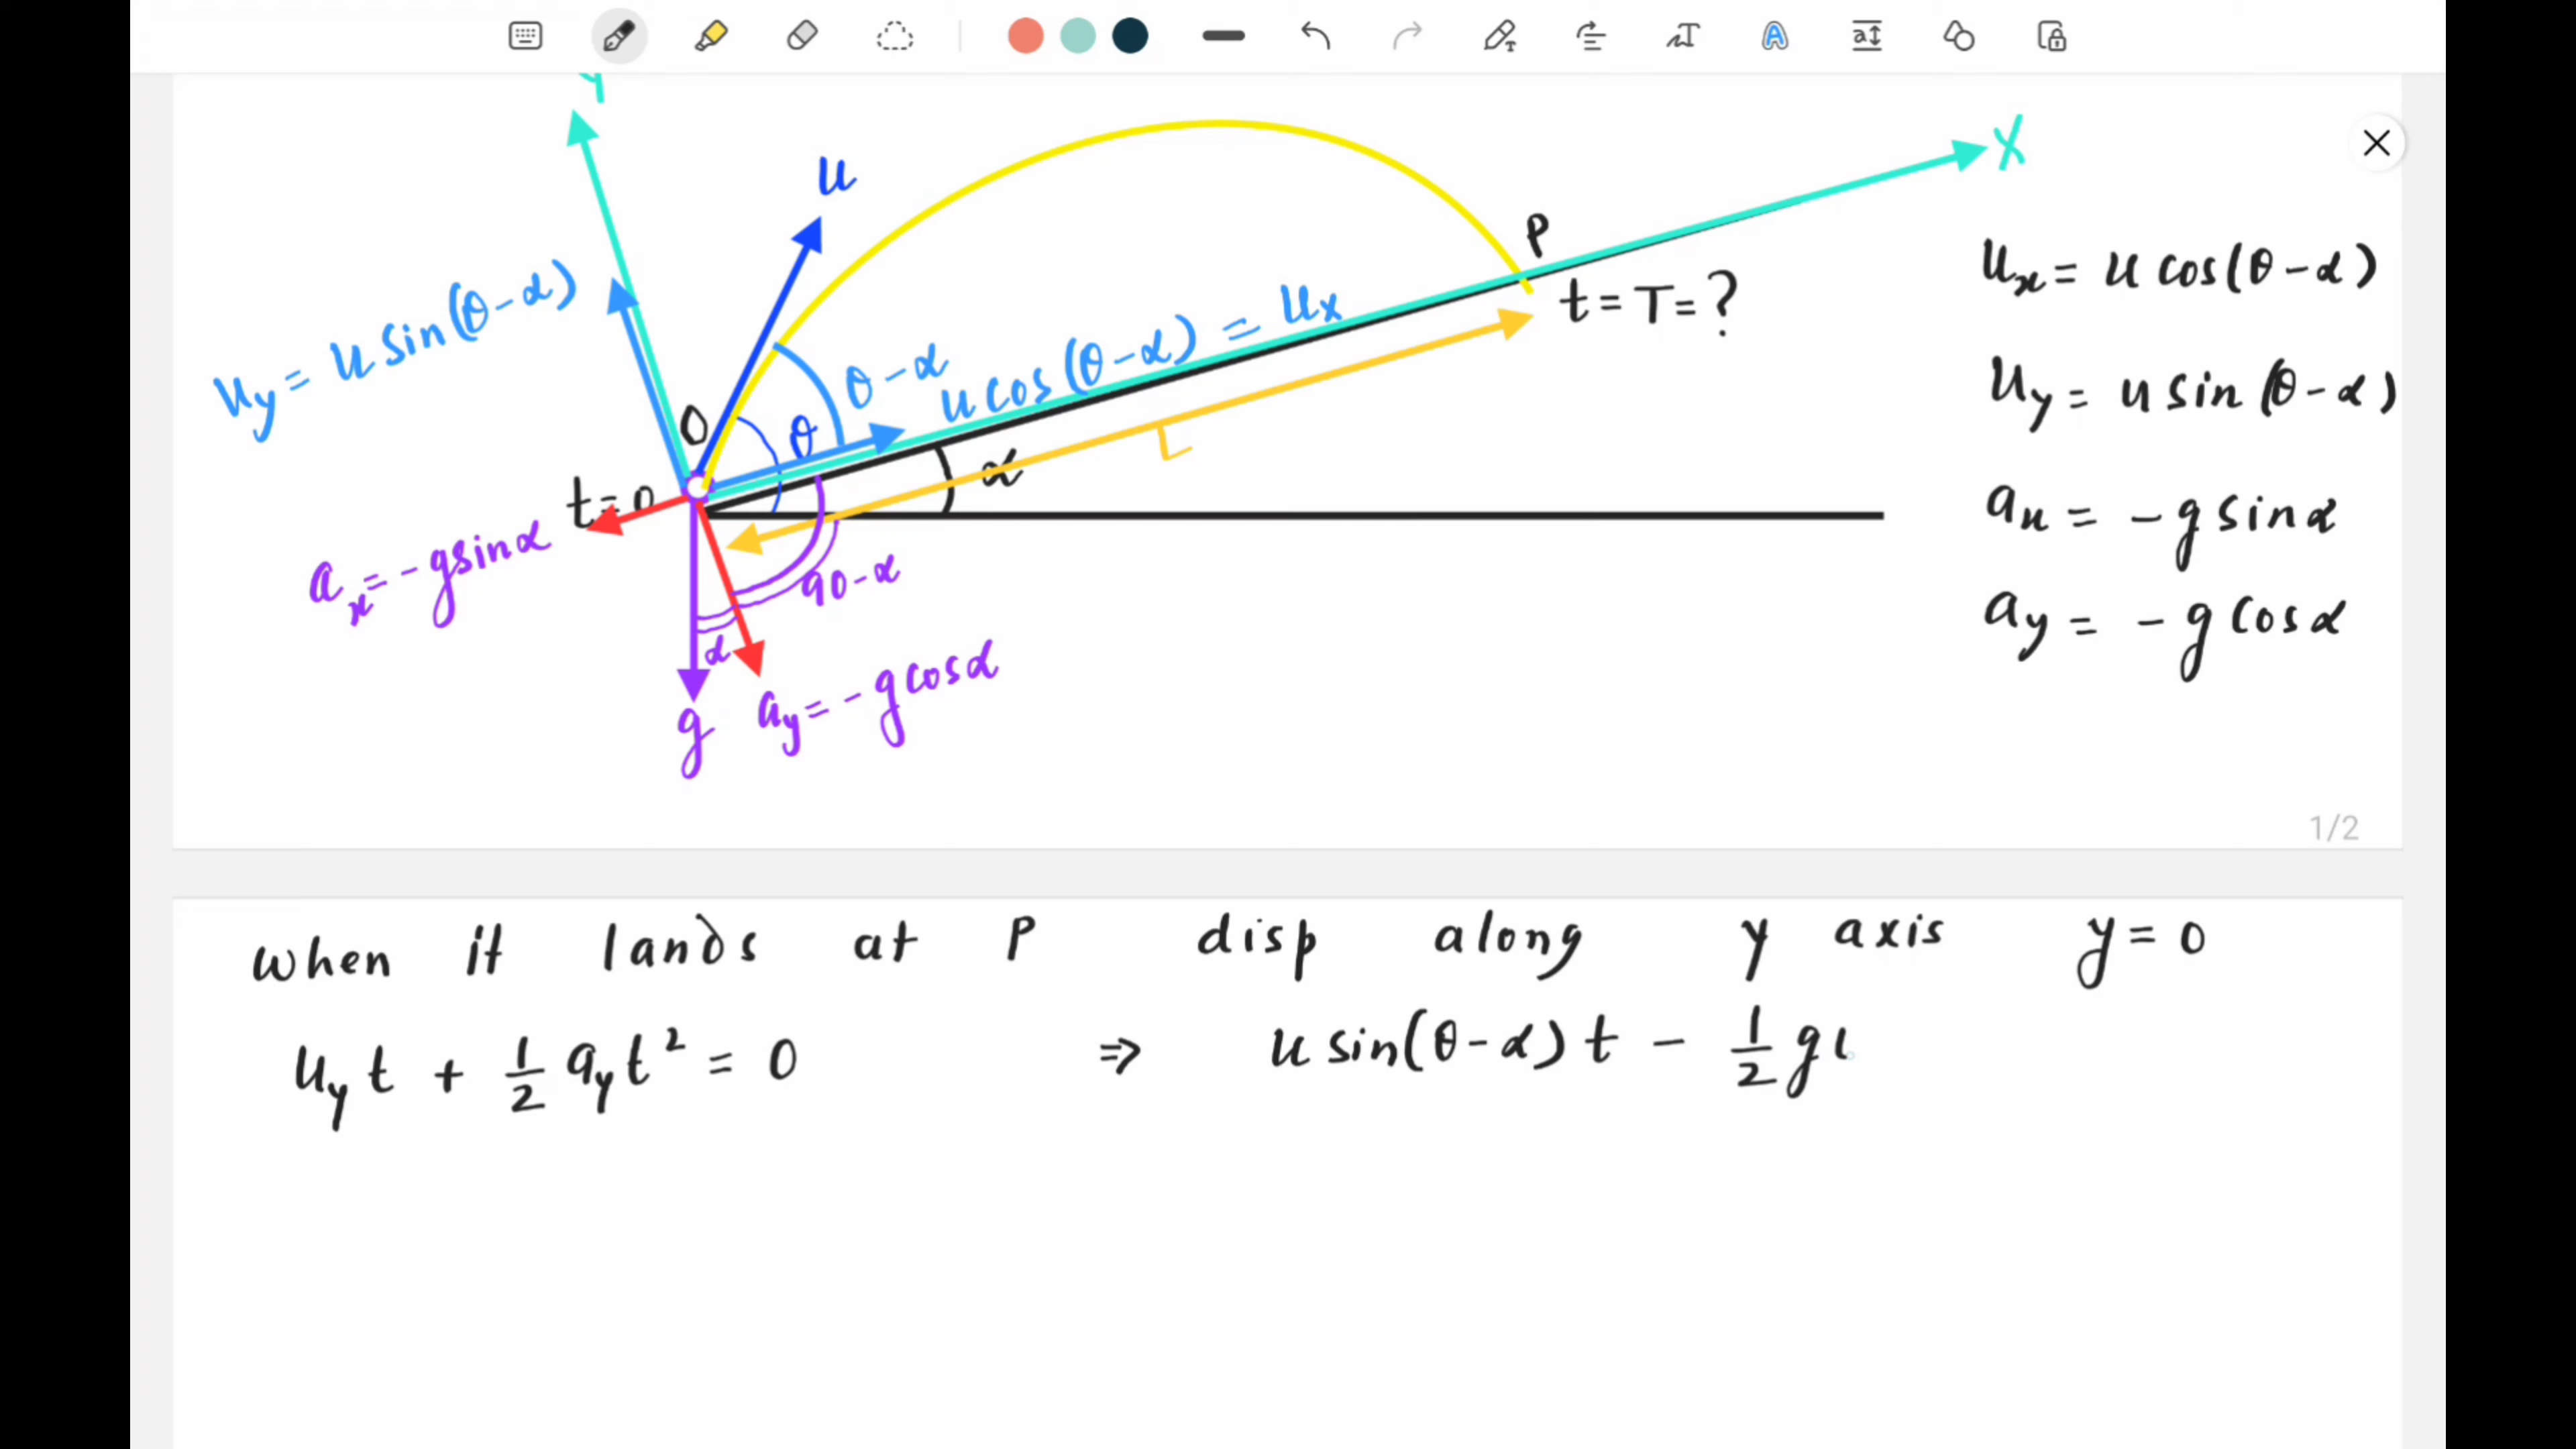 Y
u
X
P
t = T = ?
u_y = u sin(θ-α)
θ-α
u cos(θ-α) = u_x
O
θ
α
L
t=0
a_x = -g sinα
90-α
α
g
a_y = -g cosα
u_x = u cos(θ-α)
u_y = u sin(θ-α)
a_x = -g sinα
a_y = -g cosα
1/2
when it lands at P disp along y axis y = 0
u_y t + 1/2 a_y t² = 0 ⇒ u sin(θ-α) t - 1/2 g